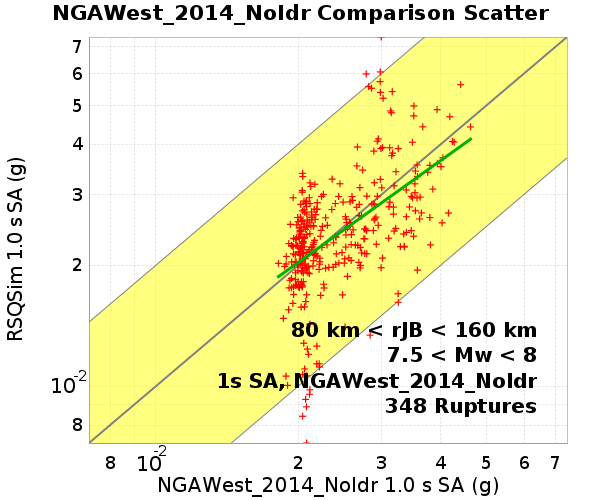 NGAWest_2014_NoIdr Comparison Scatter
7
6
5
4
3
2
10-2
8
RSQSim 1.0 s SA (g)
80 km < rJB < 160 km
7.5 < Mw < 8
1s SA, NGAWest_2014_NoIdr
348 Ruptures
8 10-2 2 3 4 5 6 7
NGAWest_2014_NoIdr 1.0 s SA (g)